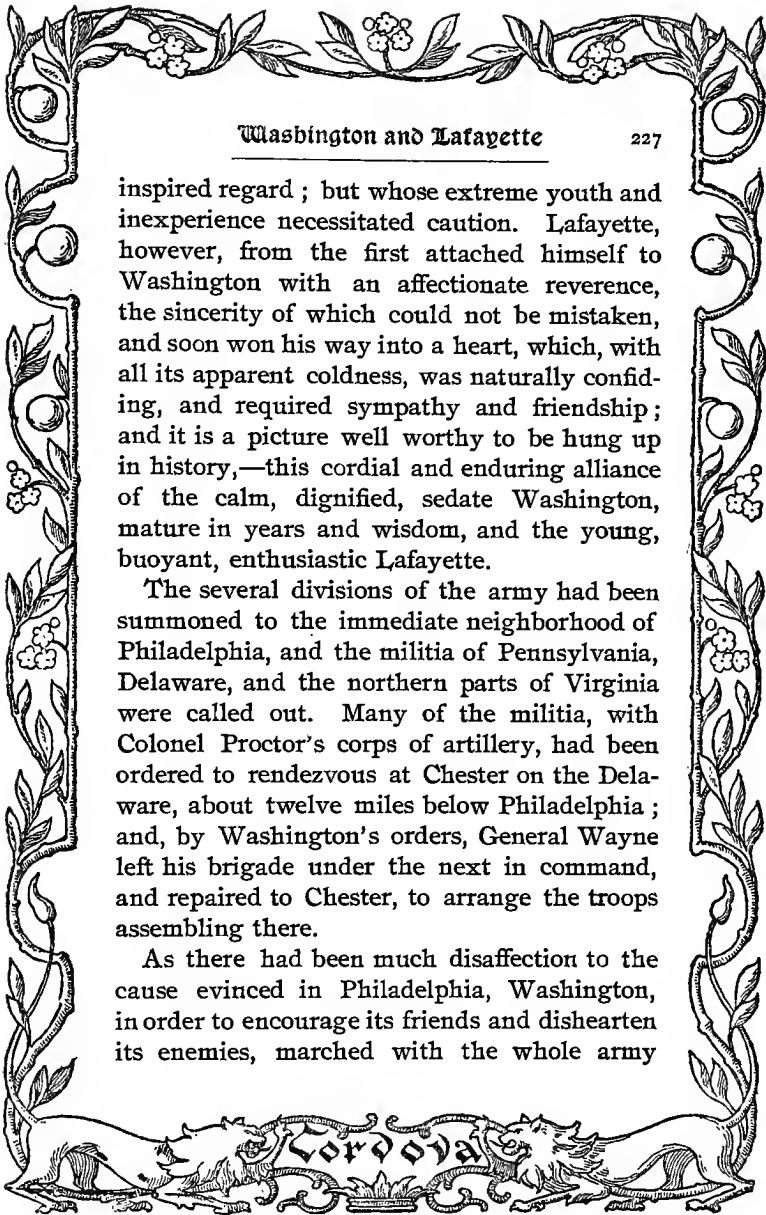 Washington and Lafayette 227
inspired regard ; but whose extreme youth and
inexperience necessitated caution. Lafayette,
however, from the first attached himself to
Washington with an affectionate reverence,
the sincerity of which could not be mistaken,
and soon won his way into a heart, which, with
all its apparent coldness, was naturally confid-
ing, and required sympathy and friendship ;
and it is a picture well worthy to be hung up
in history,—this cordial and enduring alliance
of the calm, dignified, sedate Washington,
mature in years and wisdom, and the young,
buoyant, enthusiastic Lafayette.
The several divisions of the army had been
summoned to the immediate neighborhood of
Philadelphia, and the militia of Pennsylvania,
Delaware, and the northern parts of Virginia
were called out. Many of the militia, with
Colonel Proctor's corps of artillery, had been
ordered to rendezvous at Chester on the Dela-
ware, about twelve miles below Philadelphia ;
and, by Washington's orders, General Wayne
left his brigade under the next in command,
and repaired to Chester, to arrange the troops
assembling there.
As there had been much disaffection to the
cause evinced in Philadelphia, Washington,
in order to encourage its friends and dishearten
its enemies, marched with the whole army
Cordova